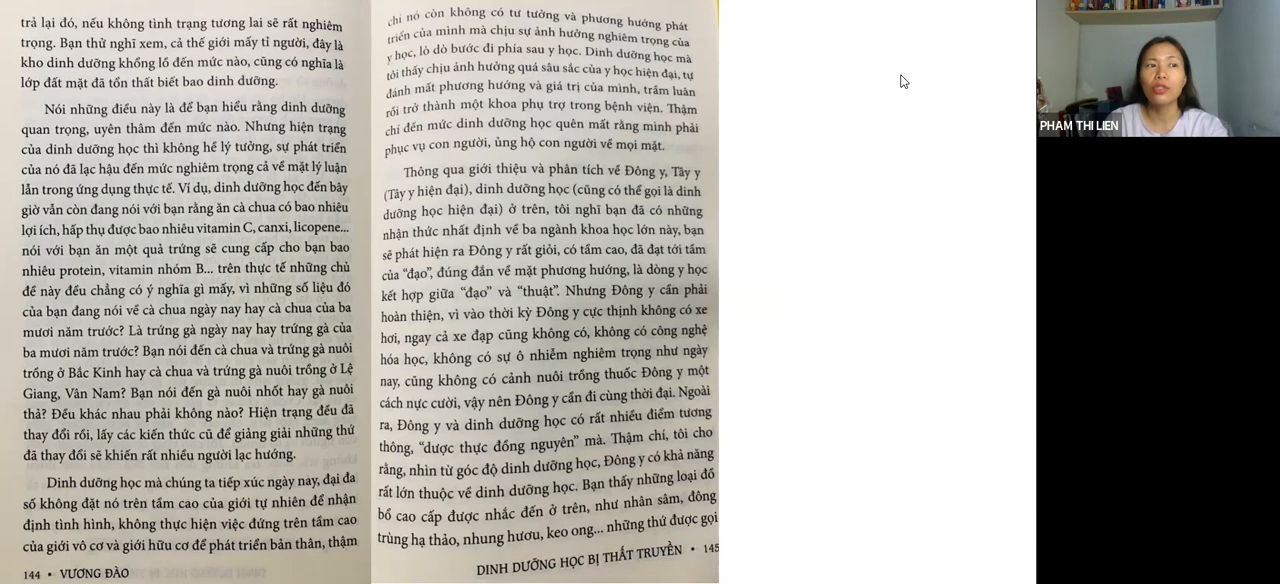 trả lại đó, nếu không tình trạng tương lai sẽ rất nghiêm
trọng. Bạn thử nghĩ xem, cả thế giới mấy tỉ người, đây là
kho dinh dưỡng khổng lồ đến mức nào, cũng có nghĩa là
lớp đất mặt đã tổn thất biết bao dinh dưỡng.
Nói những điều này là để bạn hiểu rằng dinh dưỡng
quan trọng, uyên thâm đến mức nào. Nhưng hiện trạng
của dinh dưỡng học thì không hề lý tưởng, sự phát triển
của nó đã lạc hậu đến mức nghiêm trọng cả về mặt lý luận
lẫn trong ứng dụng thực tế. Ví dụ, dinh dưỡng học đến bây
giờ vẫn còn đang nói với bạn rằng ăn cà chua có bao nhiêu
lợi ích, hấp thụ được bao nhiêu vitamin C, canxi, licopene...
nói với bạn ăn một quả trứng sẽ cung cấp cho bạn bao
nhiêu protein, vitamin nhóm B... trên thực tế những chủ
đề này đều chẳng có ý nghĩa gì mấy, vì những số liệu đó
của bạn đang nói về cà chua ngày nay hay cà chua của ba
mươi năm trước? Là trứng gà ngày nay hay trứng gà của
ba mươi năm trước? Bạn nói đến cà chua và trứng gà nuôi
trồng ở Bắc Kinh hay cà chua và trứng gà nuôi trồng ở Lệ
Giang, Vân Nam? Bạn nói đến gà nuôi nhốt hay gà nuôi
thả? Đều khác nhau phải không nào? Hiện trạng đều đã
thay đổi rồi, lấy các kiến thức cũ để giảng giải những thứ
đã thay đổi sẽ khiến rất nhiều người lạc hướng.
Dinh dưỡng học mà chúng ta tiếp xúc ngày nay, đại đa
số không đặt nó trên tầm cao của giới tự nhiên để nhận
định tình hình, không thực hiện việc đứng trên tầm cao
của giới vô cơ và giới hữu cơ để phát triển bản thân, thậm
144 • VƯƠNG ĐÀO
chí nó còn không có tư tưởng và phương hướng phát
triển của mình mà chịu sự ảnh hưởng nghiêm trọng của
y học, lò dò bước đi phía sau y học. Dinh dưỡng học mà
tôi thấy chịu ảnh hưởng quá sâu sắc của y học hiện đại, tự
đánh mất phương hướng và giá trị của mình, trầm luân
rồi trở thành một khoa phụ trợ trong bệnh viện. Thậm
chí đến mức dinh dưỡng học quên mất rằng mình phải
phục vụ con người, ủng hộ con người về mọi mặt.
Thông qua giới thiệu và phân tích về Đông y, Tây y
(Tây y hiện đại), dinh dưỡng học (cũng có thể gọi là dinh
dưỡng học hiện đại) ở trên, tôi nghĩ bạn đã có những
nhận thức nhất định về ba ngành khoa học lớn này, bạn
sẽ phát hiện ra Đông y rất giỏi, có tầm cao, đã đạt tới tầm
của “đạo”, đúng đắn về mặt phương hướng, là dòng y học
kết hợp giữa “đạo” và “thuật”. Nhưng Đông y cần phải
hoàn thiện, vì vào thời kỳ Đông y cực thịnh không có xe
hơi, ngay cả xe đạp cũng không có, không có công nghệ
hóa học, không có sự ô nhiễm nghiêm trọng như ngày
nay, cũng không có cảnh nuôi trồng thuốc Đông y một
cách nực cười, vậy nên Đông y cần đi cùng thời đại. Ngoài
ra, Đông y và dinh dưỡng học có rất nhiều điểm tương
thông, “dược thực đồng nguyên” mà. Thậm chí, tôi cho
rằng, nhìn từ góc độ dinh dưỡng học, Đông y có khả năng
rất lớn thuộc về dinh dưỡng học. Bạn thấy những loại đồ
bổ cao cấp được nhắc đến ở trên, như nhân sâm, đông
trùng hạ thảo, nhung hươu, keo ong... những thứ được gọi
DINH DƯỠNG HỌC BỊ THẤT TRUYỀN • 145
PHAM THI LIEN